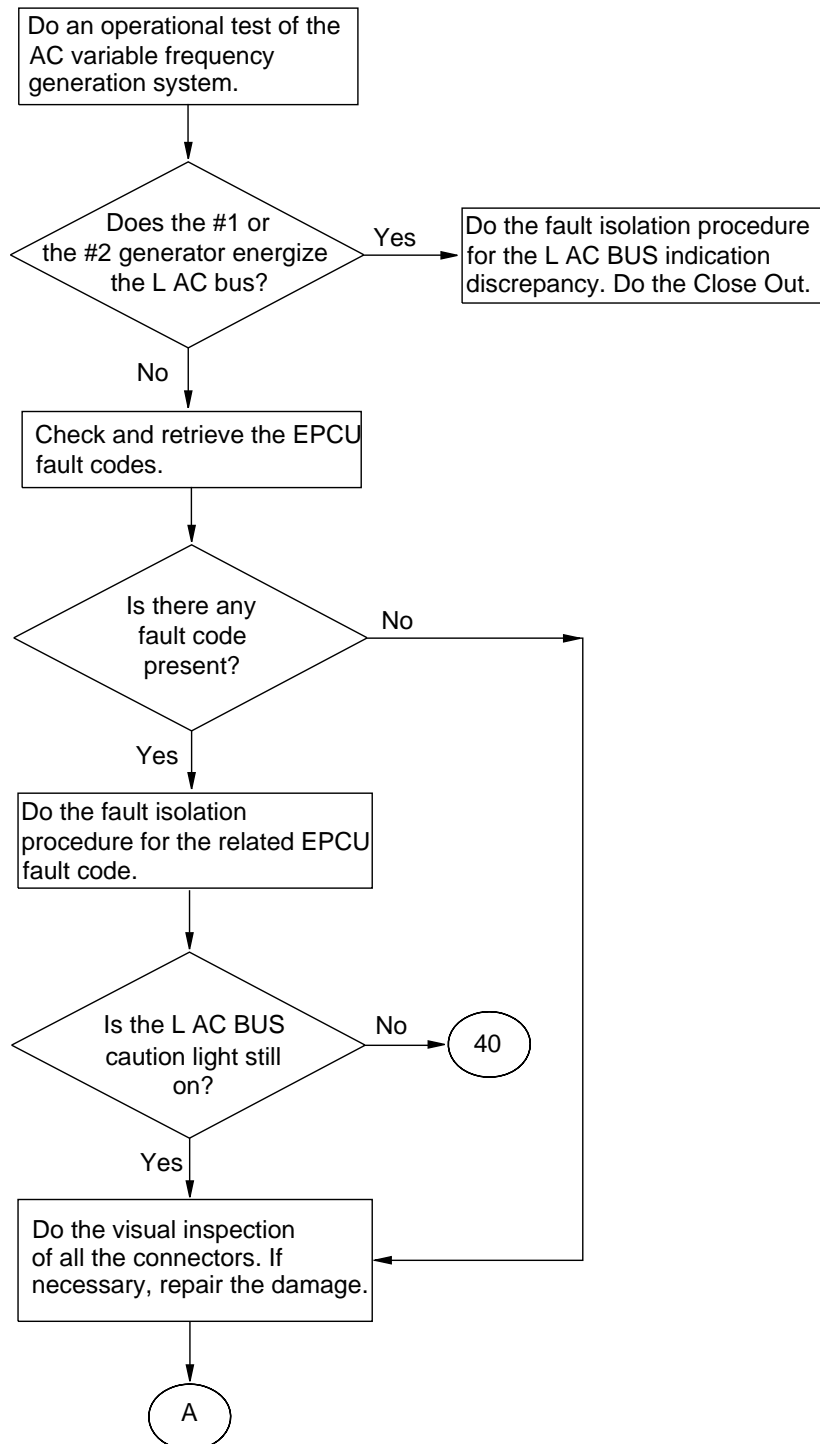 Do an operational test of the
AC variable frequency
generation system.
Does the #1 or
the #2 generator energize
the L AC bus?
Yes
Do the fault isolation procedure
for the L AC BUS indication
discrepancy. Do the Close Out.
No
Check and retrieve the EPCU
fault codes.
Is there any
fault code
present?
No
Yes
Do the fault isolation
procedure for the related EPCU
fault code.
Is the L AC BUS
caution light still
on?
No
40
Yes
Do the visual inspection
of all the connectors. If
necessary, repair the damage.
A